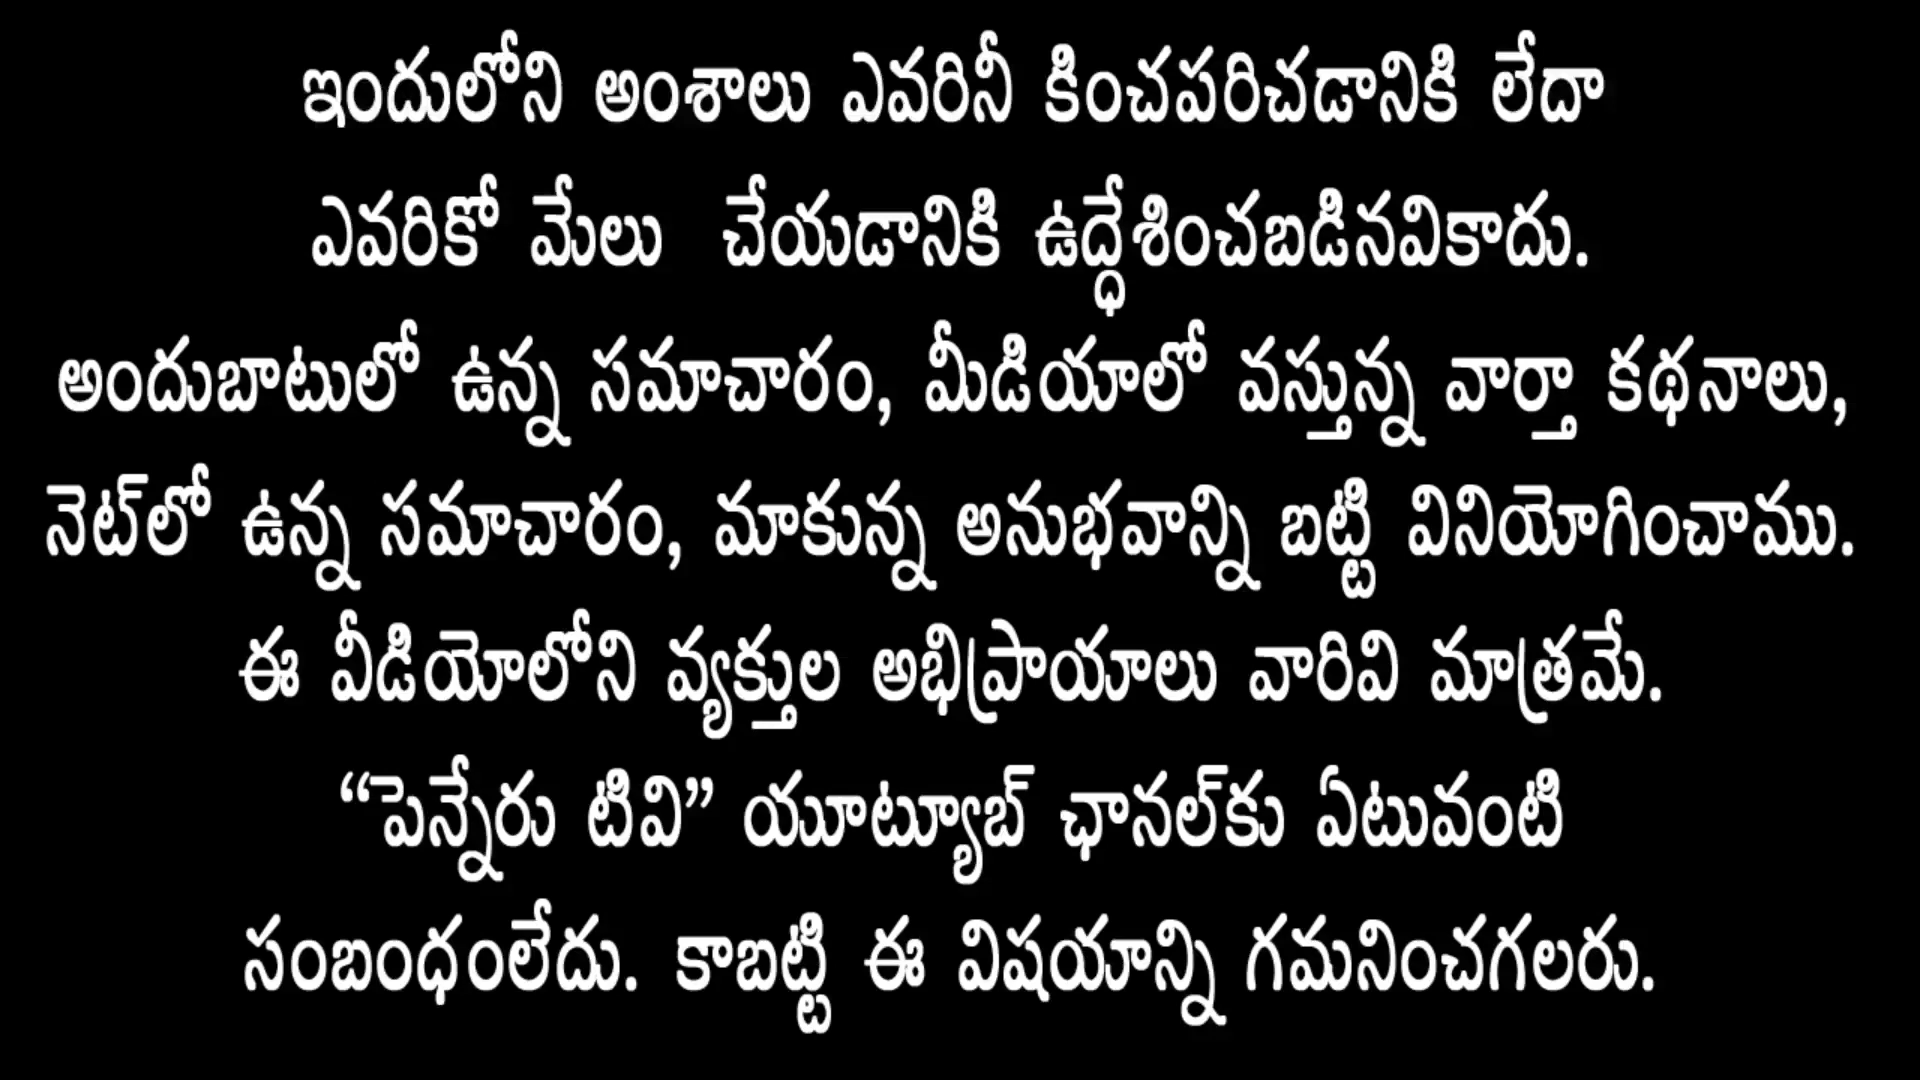 ఇందులోని అంశాలు ఎవరినీ కించపరిచడానికి లేదా
ఎవరికో మేలు చేయడానికి ఉద్ధేశించబడినవికాదు.
అందుబాటులో ఉన్న సమాచారం, మీడియాలో వస్తున్న వార్తా కథనాలు,
నెట్‌లో ఉన్న సమాచారం, మాకున్న అనుభవాన్ని బట్టి వినియోగించాము.
ఈ వీడియోలోని వ్యక్తుల అభిప్రాయాలు వారివి మాత్రమే.
“పెన్నేరు టివి” యూట్యూబ్ ఛానల్‌కు ఏటువంటి
సంబంధంలేదు. కాబట్టి ఈ విషయాన్ని గమనించగలరు.